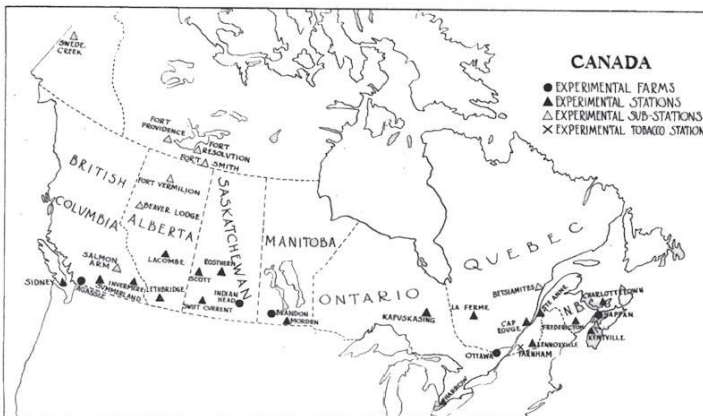 CANADA
EXPERIMENTAL FARMS
EXPERIMENTAL STATIONS
EXPERIMENTAL SUB-STATIONS
EXPERIMENTAL TOBACCO STATION
SWEDE
CREEK
FORT
PROVIDENCE
FORT
RESOLUTION
FORT
SMITH
BRITISH
COLUMBIA
FORT VERMILION
BEAVER LODGE
ALBERTA
SASKATCHEWAN
MANITOBA
ONTARIO
QUEBEC
N.B.
SALMON
ARM
LACOMBE
ROSTHERN
SCOTT
SIDNEY
AGASSIZ
SUMMERLAND
INVERMERE
LETHBRIDGE
SWIFT CURRENT
INDIAN
HEAD
BRANDON
MORDEN
KAPUSKASING
LA FERME
BETSIAMITES
STE ANNE
CAP
ROUGE
CHARLOTTETOWN
NAPPAN
FREDERICTON
KENTVILLE
LENNOXVILLE
FARNHAM
OTTAWA
HARROW